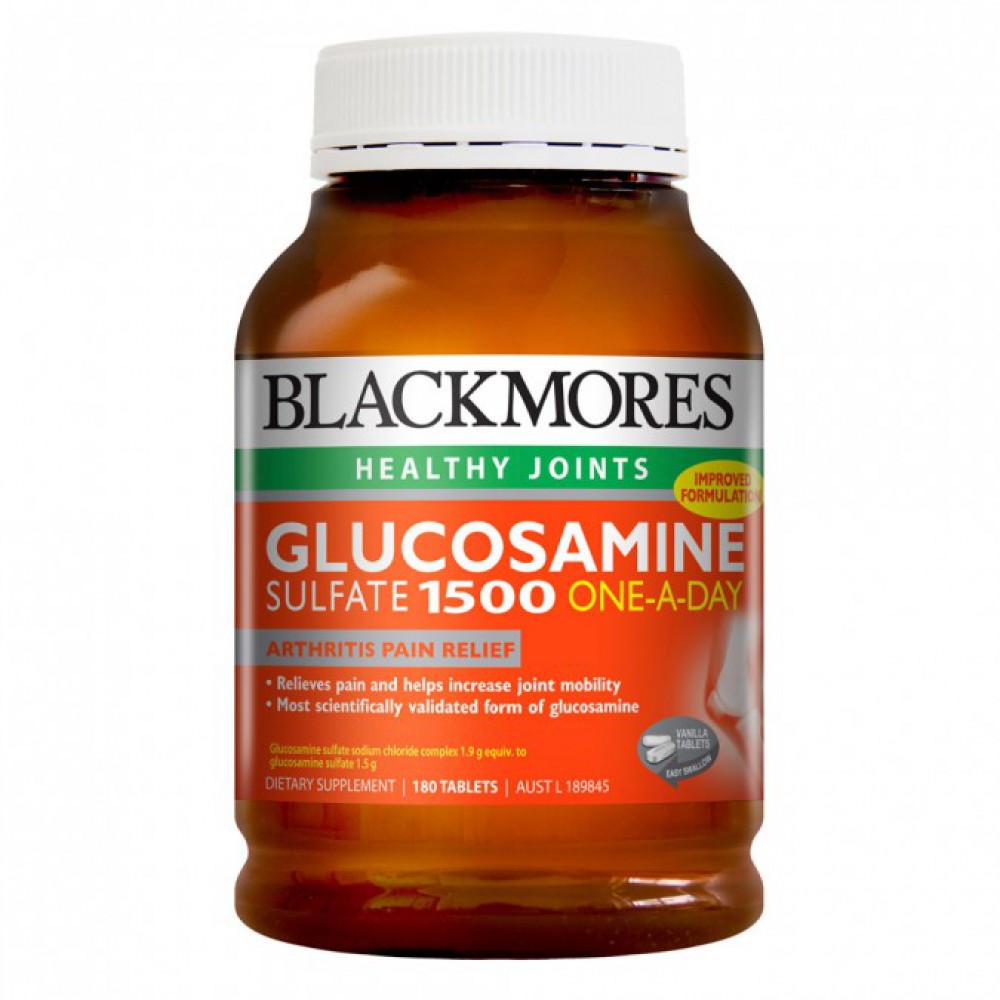 BLACKMORES
HEALTHY JOINTS
IMPROVED
FORMULATION
GLUCOSAMINE
SULFATE 1500 ONE-A-DAY
ARTHRITIS PAIN RELIEF
• Relieves pain and helps increase joint mobility
• Most scientifically validated form of glucosamine
VANILLA
TABLETS
EASY SWALLOW
Glucosamine sulfate sodium chloride complex 1.9 g equiv. to
glucosamine sulfate 1.5 g
DIETARY SUPPLEMENT | 180 TABLETS | AUST L 189845